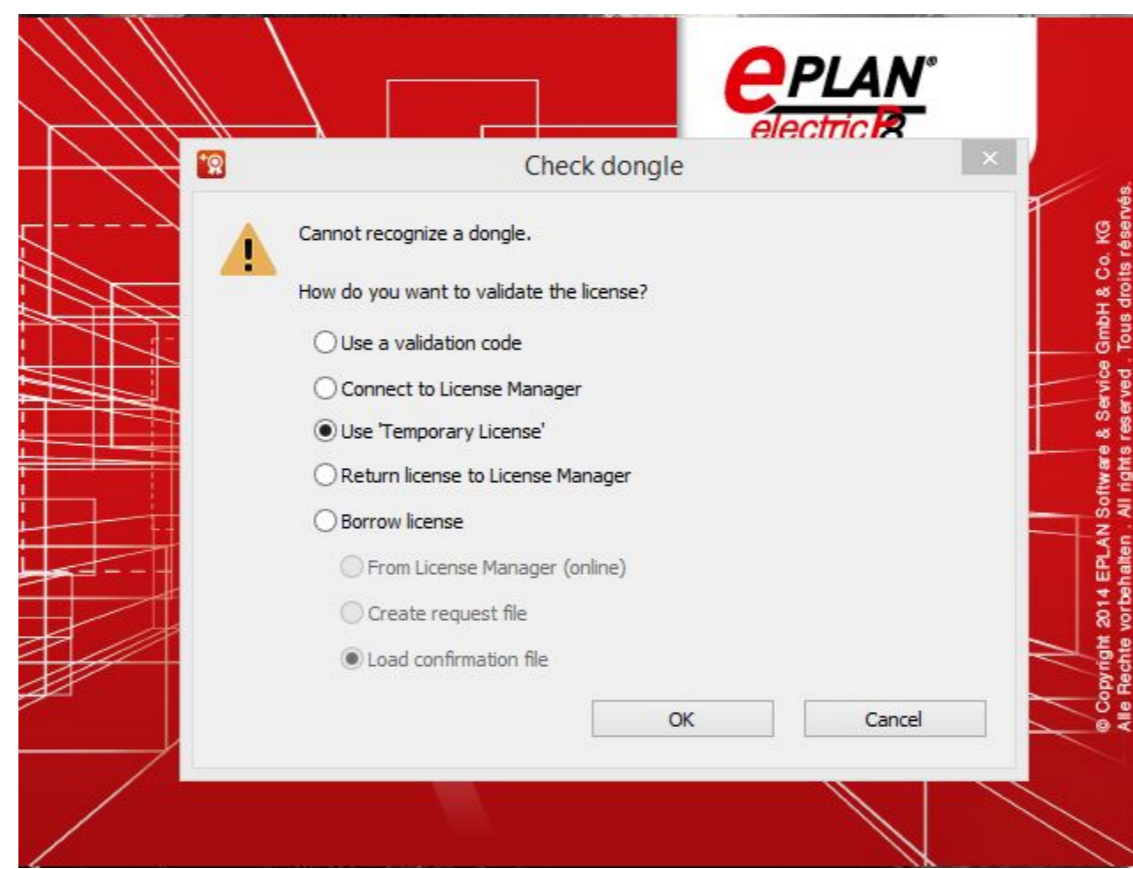 ePLAN®
electric P8
Check dongle
Cannot recognize a dongle.
How do you want to validate the license?
Use a validation code
Connect to License Manager
Use 'Temporary License'
Return license to License Manager
Borrow license
From License Manager (online)
Create request file
Load confirmation file
OK Cancel
© Copyright 2014 EPLAN Software & Service GmbH & Co. KG
Alle Rechte vorbehalten . All rights reserved . Tous droits réservés.